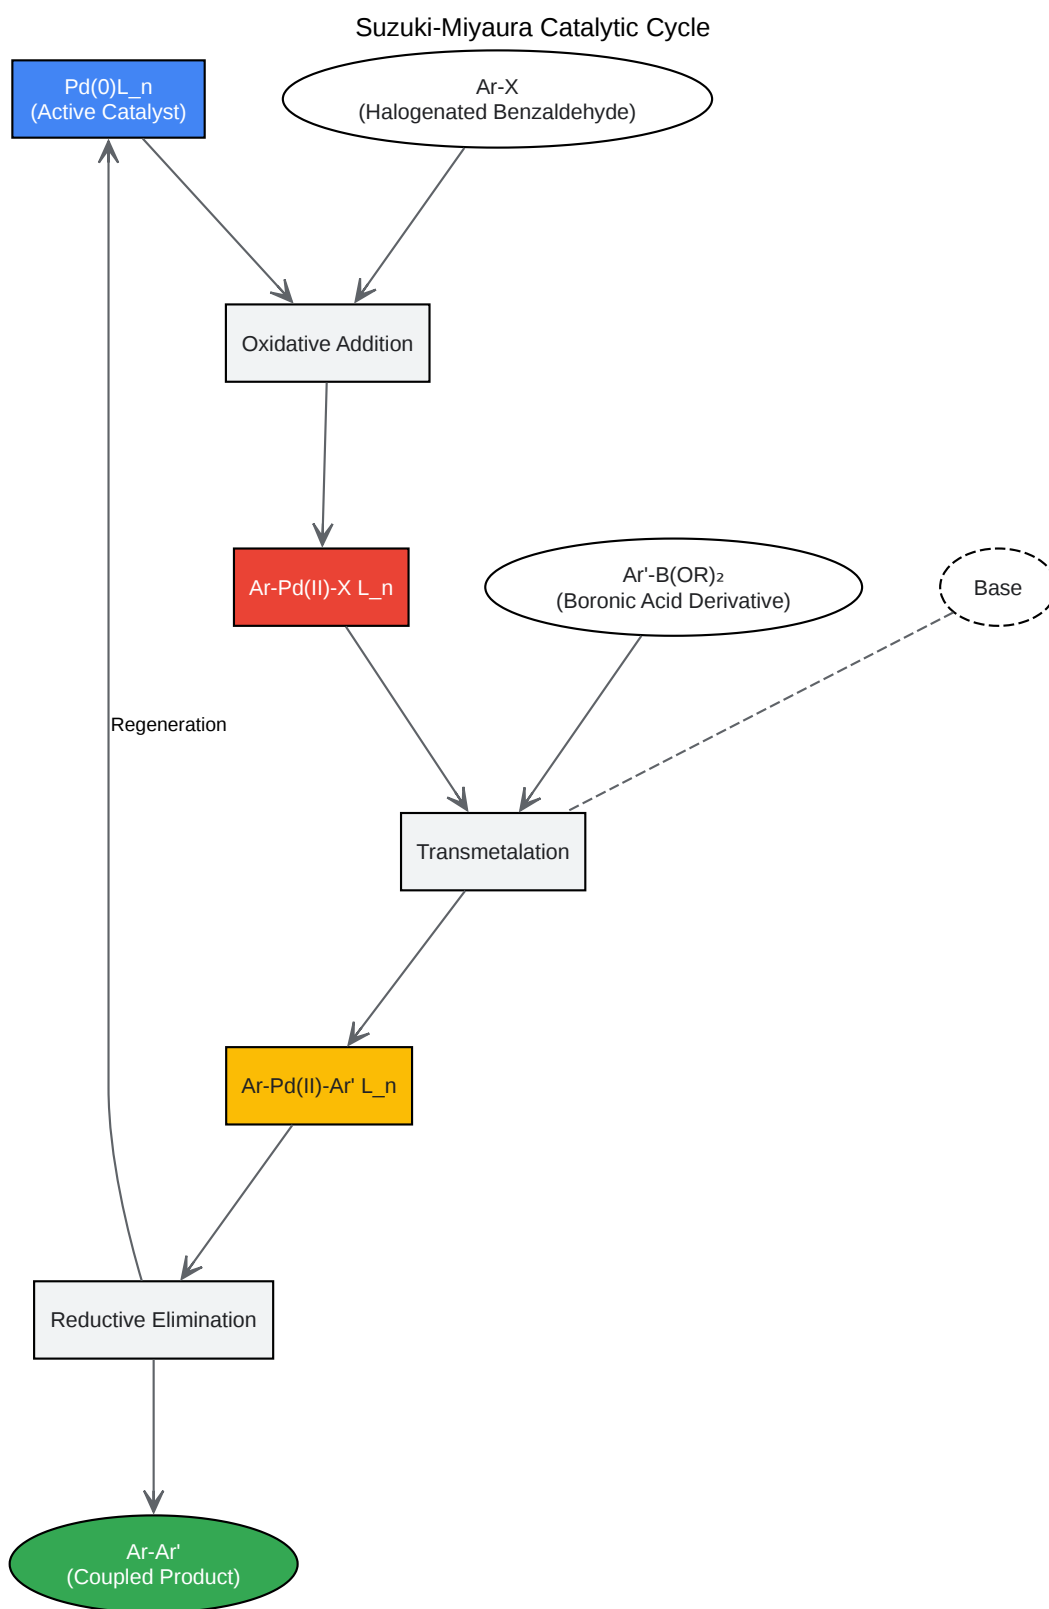 Suzuki-Miyaura Catalytic Cycle
Pd(0)L_n
(Active Catalyst)
Ar-X
(Halogenated Benzaldehyde)
Oxidative Addition
Ar-Pd(II)-X L_n
Ar'-B(OR)₂
(Boronic Acid Derivative)
Base
Regeneration
Transmetalation
Ar-Pd(II)-Ar' L_n
Reductive Elimination
Ar-Ar'
(Coupled Product)